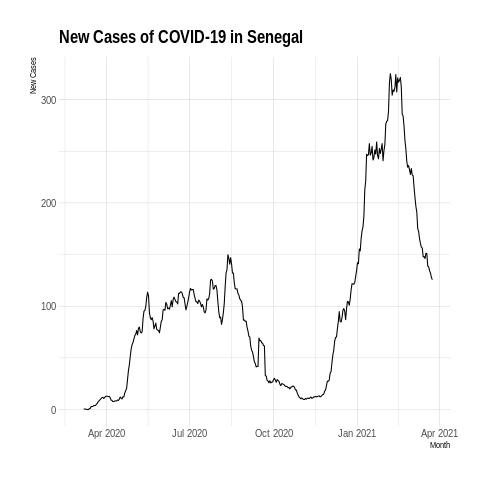 New Cases of COVID-19 in Senegal
New Cases
300
200
100
0
Apr 2020 Jul 2020 Oct 2020 Jan 2021 Apr 2021
Month